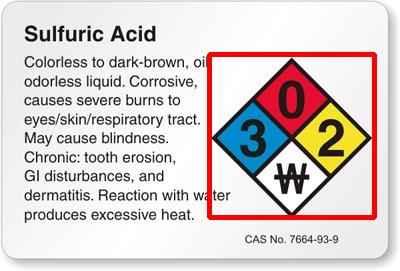 Sulfuric Acid
Colorless to dark-brown, oil
odorless liquid. Corrosive,
causes severe burns to
eyes/skin/respiratory tract.
May cause blindness.
Chronic: tooth erosion,
GI disturbances, and
dermatitis. Reaction with water
produces excessive heat.
0
3 2
W
CAS No. 7664-93-9